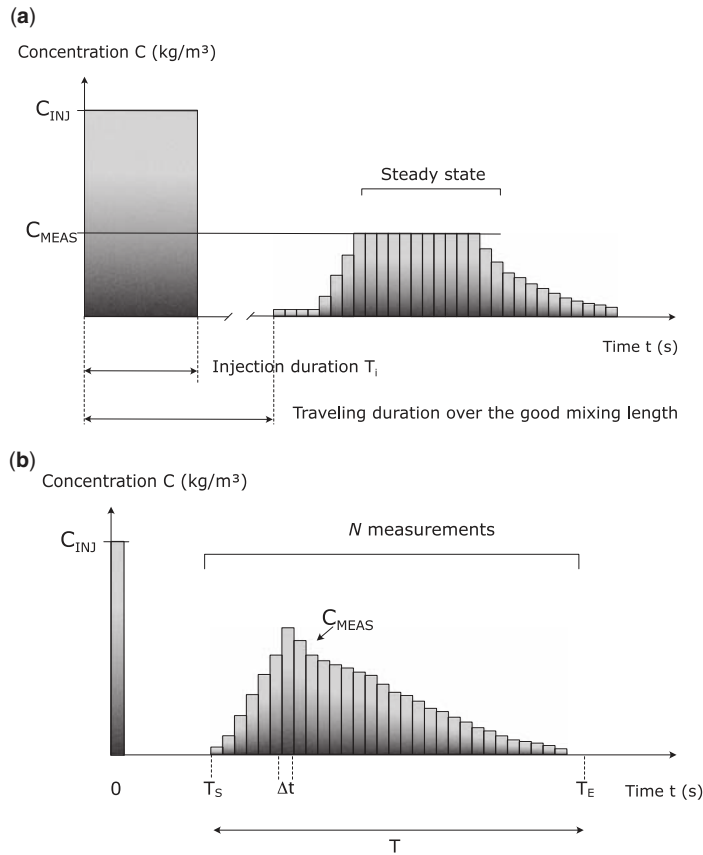 (a)
Concentration C (kg/m³)
C_INJ
Steady state
C_MEAS
Time t (s)
Injection duration T_i
Traveling duration over the good mixing length
(b)
Concentration C (kg/m³)
N measurements
C_INJ
C_MEAS
0
T_S
Δt
T_E
Time t (s)
T